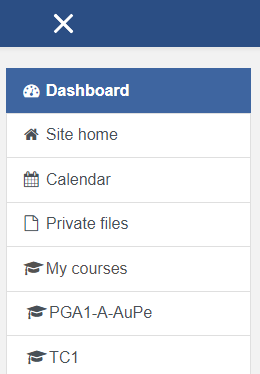 Dashboard
Site home
Calendar
Private files
My courses
PGA1-A-AuPe
TC1